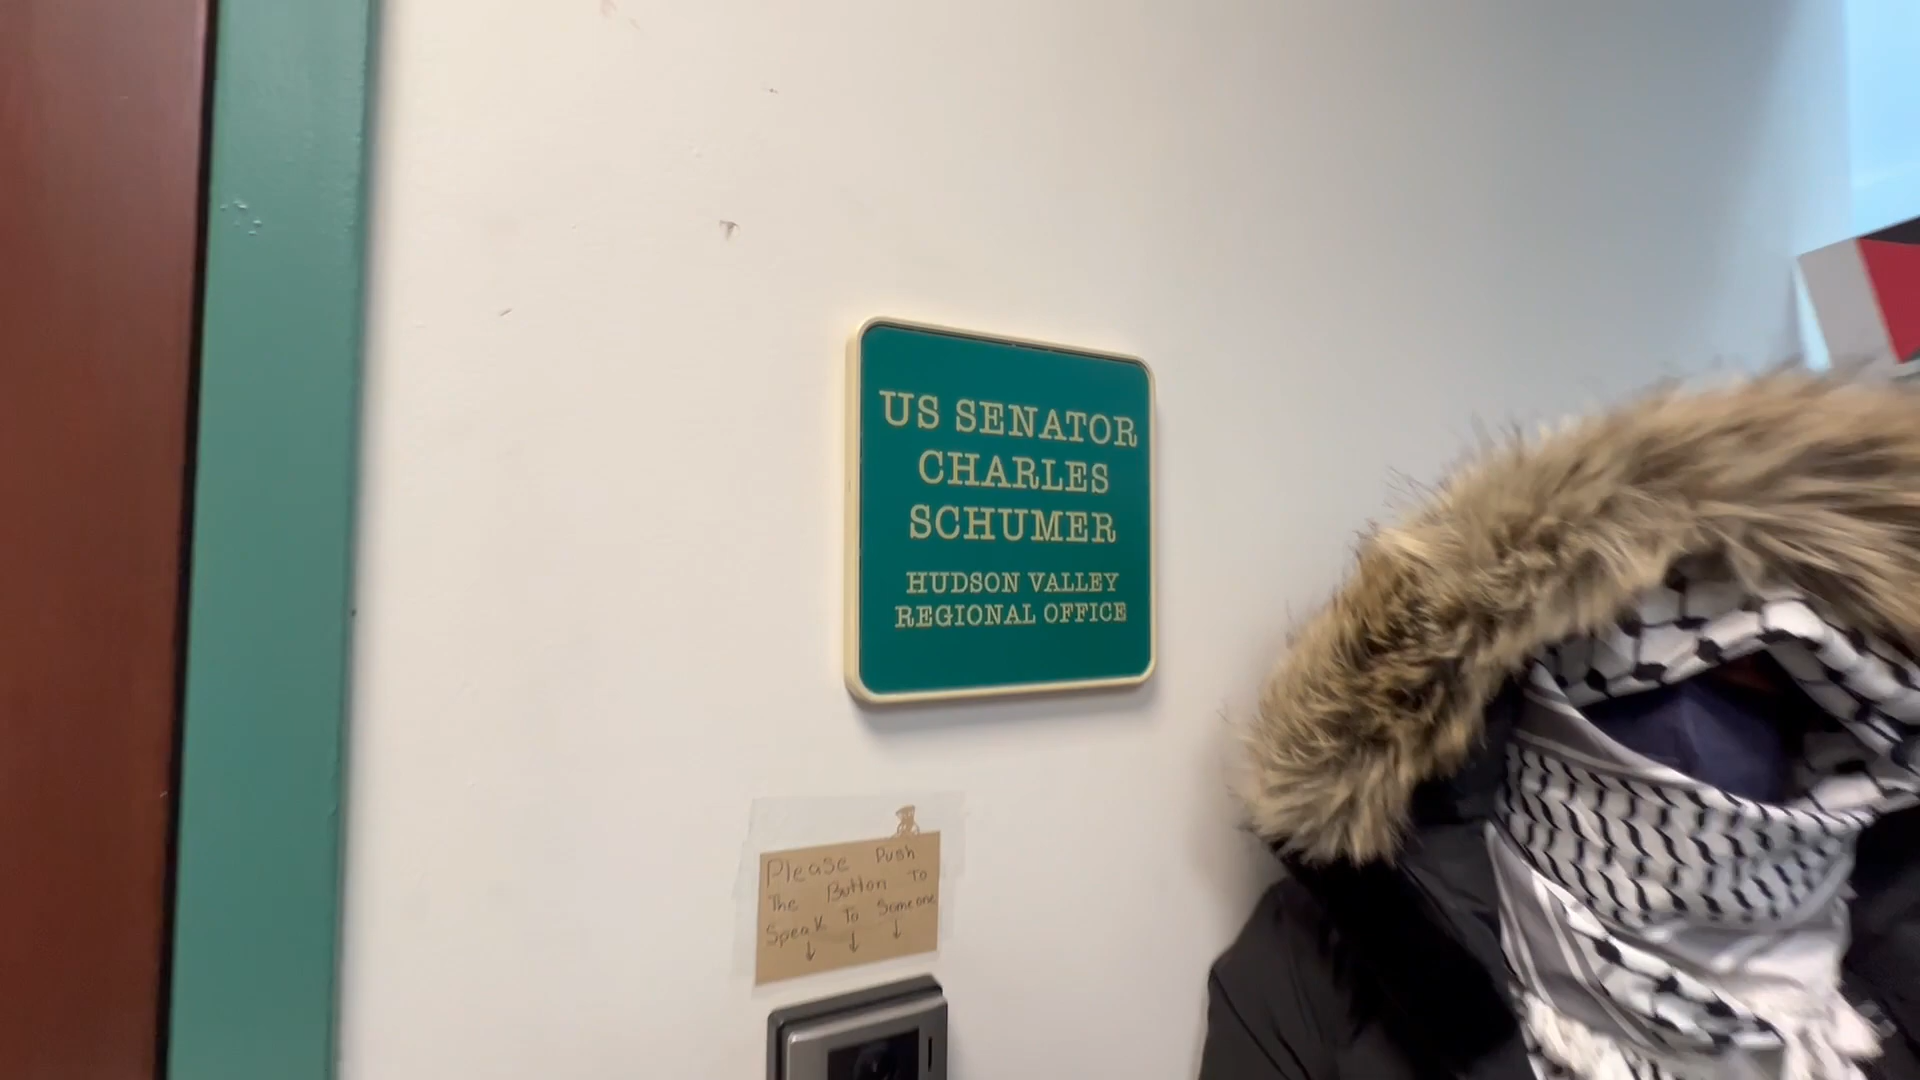 US SENATOR
CHARLES
SCHUMER
HUDSON VALLEY
REGIONAL OFFICE
Please Push
The Button To
Speak To Someone